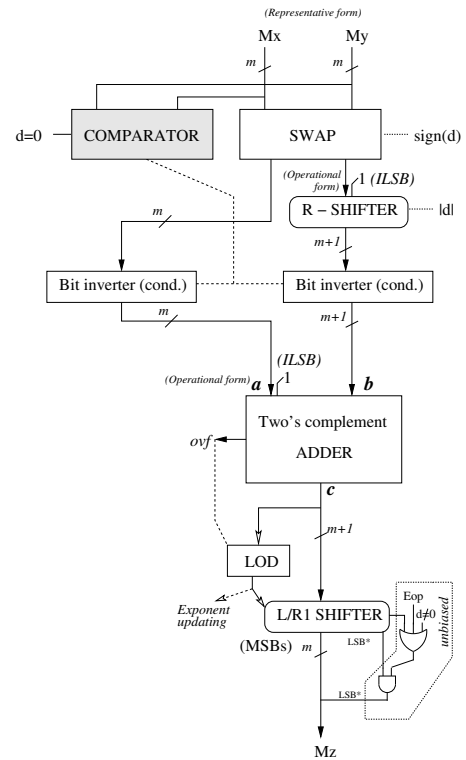 (Representative form)
Mx My
m m
d=0 COMPARATOR SWAP sign(d)
(Operational form) 1 (ILSB)
m R − SHIFTER |d|
m+1
Bit inverter (cond.) Bit inverter (cond.)
m m+1
(ILSB)
(Operational form) a 1 b
Two's complement
ADDER
ovf
c
m+1
LOD
Eop
d≠0
unbiased
Exponent
updating
L/R1 SHIFTER
(MSBs) m LSB*
LSB*
Mz